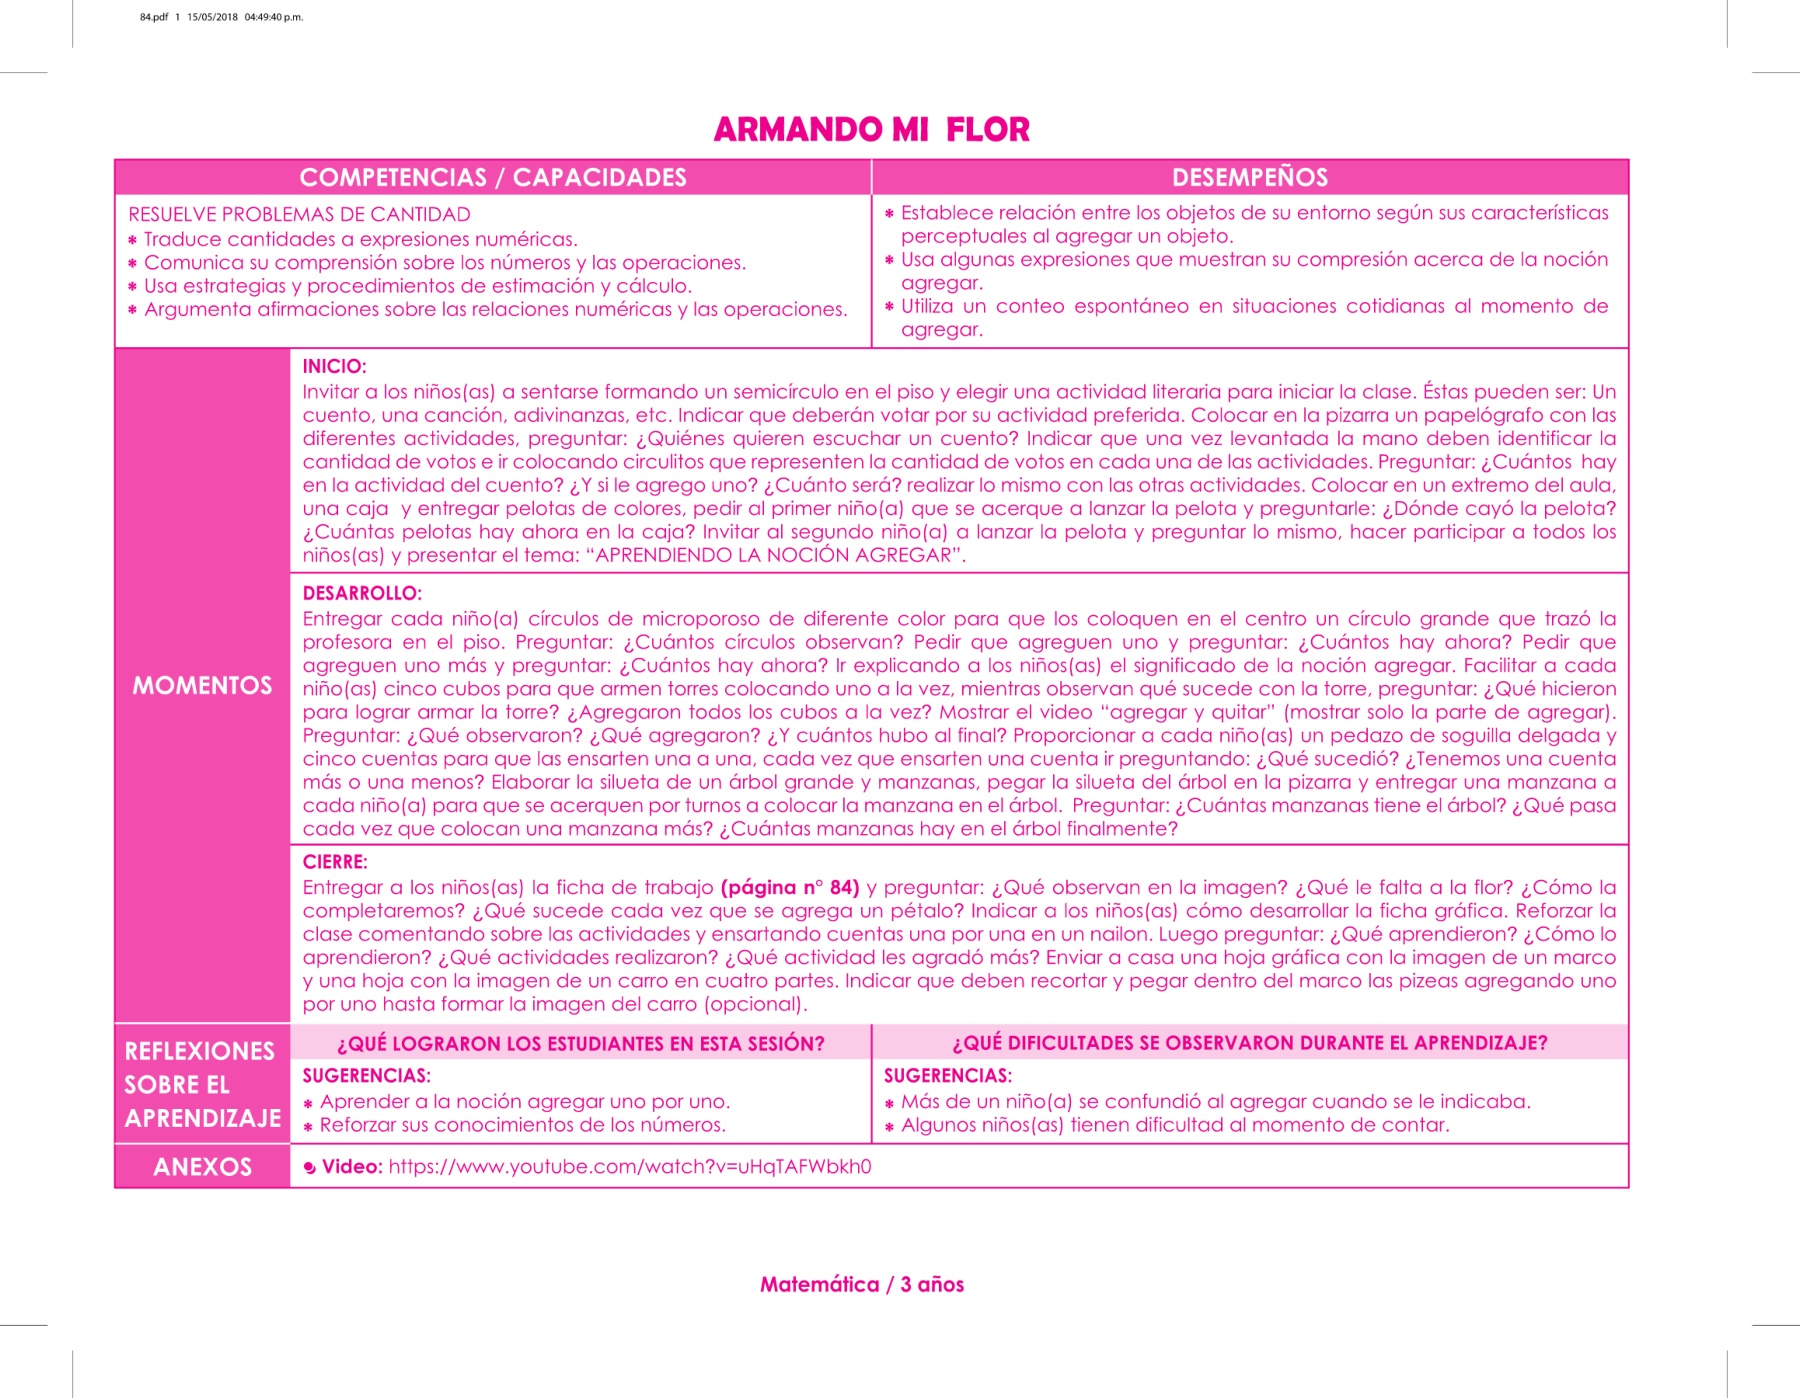 84.pdf 1 15/05/2018 04:49:40 p.m.
ARMANDO MI FLOR
COMPETENCIAS / CAPACIDADES
DESEMPEÑOS
RESUELVE PROBLEMAS DE CANTIDAD
* Traduce cantidades a expresiones numéricas.
* Comunica su comprensión sobre los números y las operaciones.
* Usa estrategias y procedimientos de estimación y cálculo.
* Argumenta afirmaciones sobre las relaciones numéricas y las operaciones.
* Establece relación entre los objetos de su entorno según sus características
perceptuales al agregar un objeto.
* Usa algunas expresiones que muestran su compresión acerca de la noción
agregar.
* Utiliza un conteo espontáneo en situaciones cotidianas al momento de
agregar.
MOMENTOS
INICIO:
Invitar a los niños(as) a sentarse formando un semicírculo en el piso y elegir una actividad literaria para iniciar la clase. Éstas pueden ser: Un
cuento, una canción, adivinanzas, etc. Indicar que deberán votar por su actividad preferida. Colocar en la pizarra un papelógrafo con las
diferentes actividades, preguntar: ¿Quiénes quieren escuchar un cuento? Indicar que una vez levantada la mano deben identificar la
cantidad de votos e ir colocando circulitos que representen la cantidad de votos en cada una de las actividades. Preguntar: ¿Cuántos hay
en la actividad del cuento? ¿Y si le agrego uno? ¿Cuánto será? realizar lo mismo con las otras actividades. Colocar en un extremo del aula,
una caja y entregar pelotas de colores, pedir al primer niño(a) que se acerque a lanzar la pelota y preguntarle: ¿Dónde cayó la pelota?
¿Cuántas pelotas hay ahora en la caja? Invitar al segundo niño(a) a lanzar la pelota y preguntar lo mismo, hacer participar a todos los
niños(as) y presentar el tema: “APRENDIENDO LA NOCIÓN AGREGAR”.
DESARROLLO:
Entregar cada niño(a) círculos de microporoso de diferente color para que los coloquen en el centro un círculo grande que trazó la
profesora en el piso. Preguntar: ¿Cuántos círculos observan? Pedir que agreguen uno y preguntar: ¿Cuántos hay ahora? Pedir que
agreguen uno más y preguntar: ¿Cuántos hay ahora? Ir explicando a los niños(as) el significado de la noción agregar. Facilitar a cada
niño(as) cinco cubos para que armen torres colocando uno a la vez, mientras observan qué sucede con la torre, preguntar: ¿Qué hicieron
para lograr armar la torre? ¿Agregaron todos los cubos a la vez? Mostrar el video “agregar y quitar” (mostrar solo la parte de agregar).
Preguntar: ¿Qué observaron? ¿Qué agregaron? ¿Y cuántos hubo al final? Proporcionar a cada niño(as) un pedazo de soguilla delgada y
cinco cuentas para que las ensarten una a una, cada vez que ensarten una cuenta ir preguntando: ¿Qué sucedió? ¿Tenemos una cuenta
más o una menos? Elaborar la silueta de un árbol grande y manzanas, pegar la silueta del árbol en la pizarra y entregar una manzana a
cada niño(a) para que se acerquen por turnos a colocar la manzana en el árbol. Preguntar: ¿Cuántas manzanas tiene el árbol? ¿Qué pasa
cada vez que colocan una manzana más? ¿Cuántas manzanas hay en el árbol finalmente?
CIERRE:
Entregar a los niños(as) la ficha de trabajo (página n° 84) y preguntar: ¿Qué observan en la imagen? ¿Qué le falta a la flor? ¿Cómo la
completaremos? ¿Qué sucede cada vez que se agrega un pétalo? Indicar a los niños(as) cómo desarrollar la ficha gráfica. Reforzar la
clase comentando sobre las actividades y ensartando cuentas una por una en un nailon. Luego preguntar: ¿Qué aprendieron? ¿Cómo lo
aprendieron? ¿Qué actividades realizaron? ¿Qué actividad les agradó más? Enviar a casa una hoja gráfica con la imagen de un marco
y una hoja con la imagen de un carro en cuatro partes. Indicar que deben recortar y pegar dentro del marco las pizeas agregando uno
por uno hasta formar la imagen del carro (opcional).
REFLEXIONES
SOBRE EL
APRENDIZAJE
¿QUÉ LOGRARON LOS ESTUDIANTES EN ESTA SESIÓN?
SUGERENCIAS:
* Aprender a la noción agregar uno por uno.
* Reforzar sus conocimientos de los números.
¿QUÉ DIFICULTADES SE OBSERVARON DURANTE EL APRENDIZAJE?
SUGERENCIAS:
* Más de un niño(a) se confundió al agregar cuando se le indicaba.
* Algunos niños(as) tienen dificultad al momento de contar.
ANEXOS
Video: https://www.youtube.com/watch?v=uHqTAFWbkh0
Matemática / 3 años